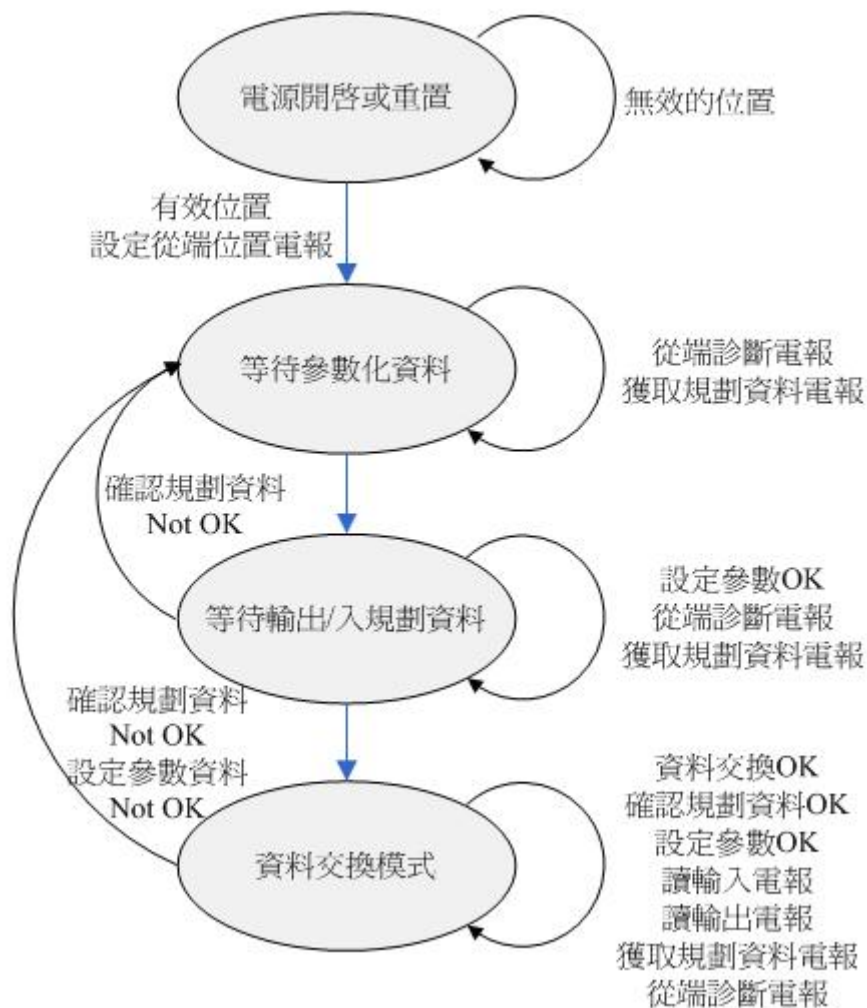 電源開啓或重置
無效的位置
有效位置
設定從端位置電報
等待參數化資料
從端診斷電報
獲取規劃資料電報
確認規劃資料
Not OK
等待輸出/入規劃資料
設定參數OK
從端診斷電報
獲取規劃資料電報
確認規劃資料
Not OK
設定參數資料
Not OK
資料交換模式
資料交換OK
確認規劃資料OK
設定參數OK
讀輸入電報
讀輸出電報
獲取規劃資料電報
從端診斷電報